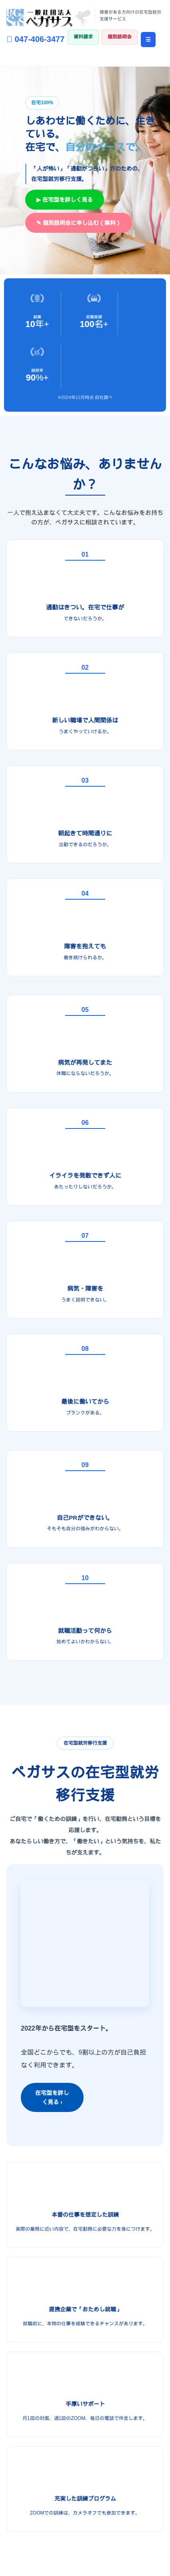 一般社団法人
ペガサス
障害がある方向けの在宅型就労
支援サービス
047-406-3477
資料請求
個別説明会
在宅100%
しあわせに働くために、生き
ている。
在宅で、自分のペースで。
「人が怖い」「通勤がつらい」方のための、
在宅型就労移行支援。
▶ 在宅型を詳しく見る
個別説明会に申し込む（無料）
創業
10年+
就職実績
100名+
継続率
90%+
※2024年12月時点 自社調べ
こんなお悩み、ありません
か？
一人で抱え込まなくて大丈夫です。こんなお悩みをお持ち
の方が、ペガサスに相談されています。
01
通勤はきつい。在宅で仕事が
できないだろうか。
02
新しい職場で人間関係は
うまくやっていけるか。
03
朝起きて時間通りに
出勤できるのだろうか。
04
障害を抱えても
働き続けられるか。
05
病気が再発してまた
休職にならないだろうか。
06
イライラを発散できず人に
あたったりしないだろうか。
07
病気・障害を
うまく説明できない。
08
最後に働いてから
ブランクがある。
09
自己PRができない。
そもそも自分の強みがわからない。
10
就職活動って何から
始めてよいかわからない。
在宅型就労移行支援
ペガサスの在宅型就労
移行支援
ご自宅で「働くための訓練」を行い、在宅勤務という目標を
応援します。
あなたらしい働き方で、「働きたい」という気持ちを、私た
ちが支えます。
2022年から在宅型をスタート。
全国どこからでも、9割以上の方が自己負担
なく利用できます。
在宅型を詳し
く見る ›
本番の仕事を想定した訓練
実際の業務に近い内容で、在宅勤務に必要な力を身につけます。
提携企業で「おためし就職」
就職前に、本物の仕事を経験できるチャンスがあります。
手厚いサポート
月1回の対面、週1回のZOOM、毎日の電話で伴走します。
充実した訓練プログラム
ZOOMでの訓練は、カメラオフでも参加できます。